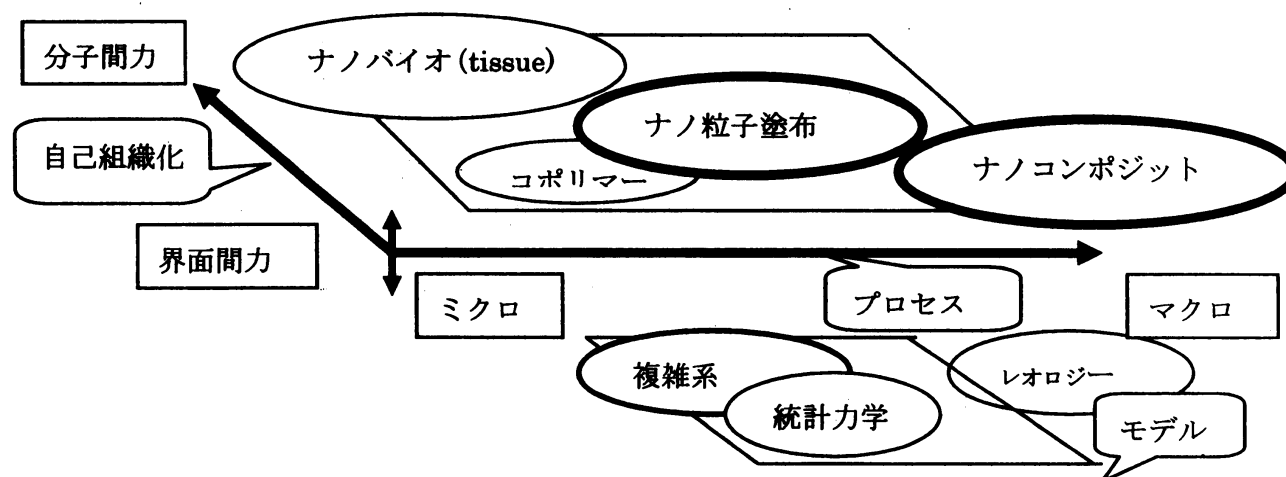 分子間力
ナノバイオ(tissue)
ナノ粒子塗布
自己組織化
コポリマー
ナノコンポジット
界面間力
ミクロ
プロセス
マクロ
複雑系
レオロジー
統計力学
モデル